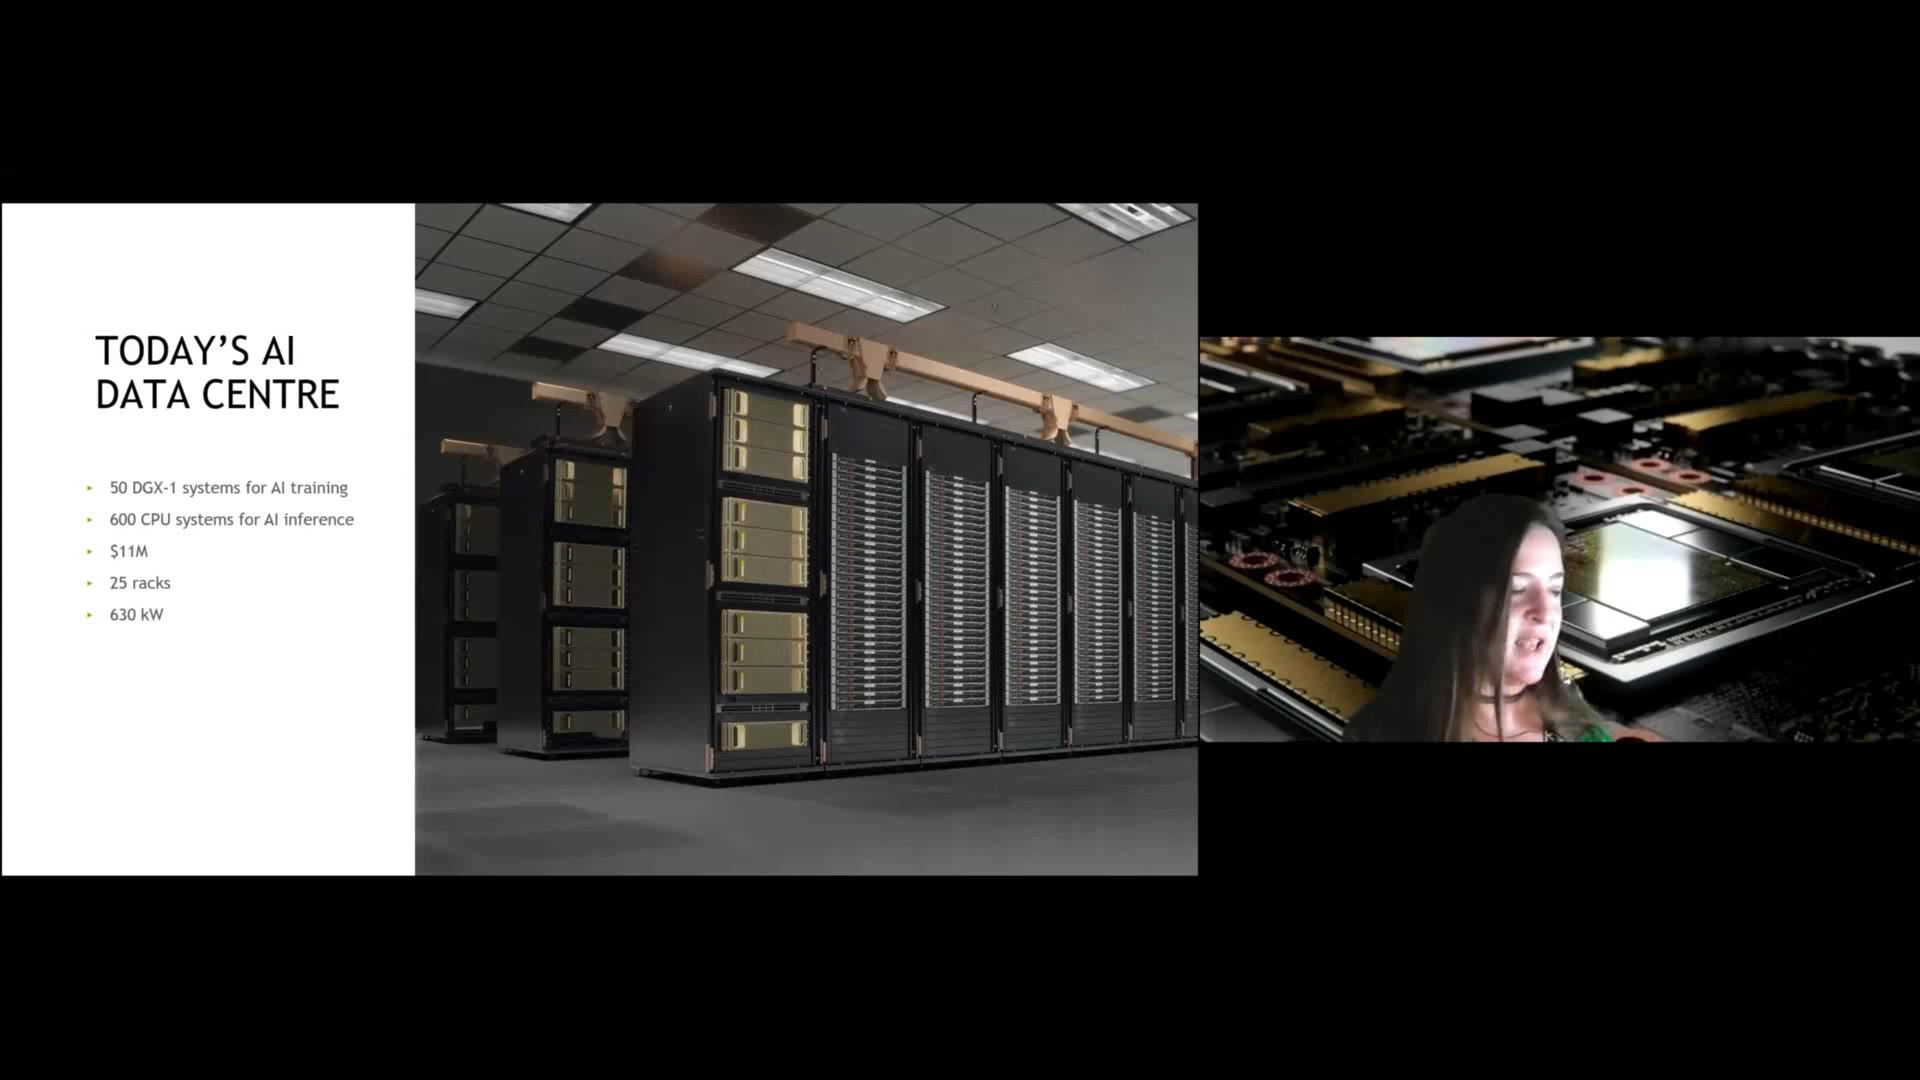 TODAY'S AI
DATA CENTRE
50 DGX-1 systems for AI training
600 CPU systems for AI inference
$11M
25 racks
630 kW